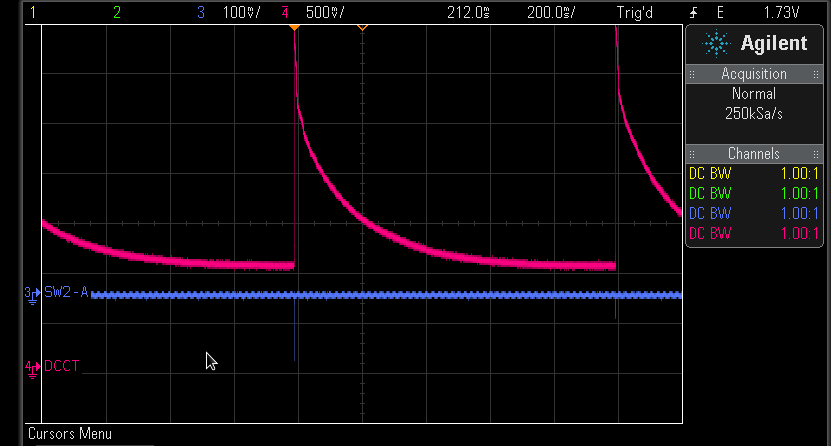 1 2 3 100V/ 4 500V/ 212.0s 200.0s/ Trig'd E 1.73V
Agilent
Acquisition
Normal
250kSa/s
Channels
DC BW 1.00:1
DC BW 1.00:1
DC BW 1.00:1
DC BW 1.00:1
3 SW2-A
4 DCCT
Cursors Menu